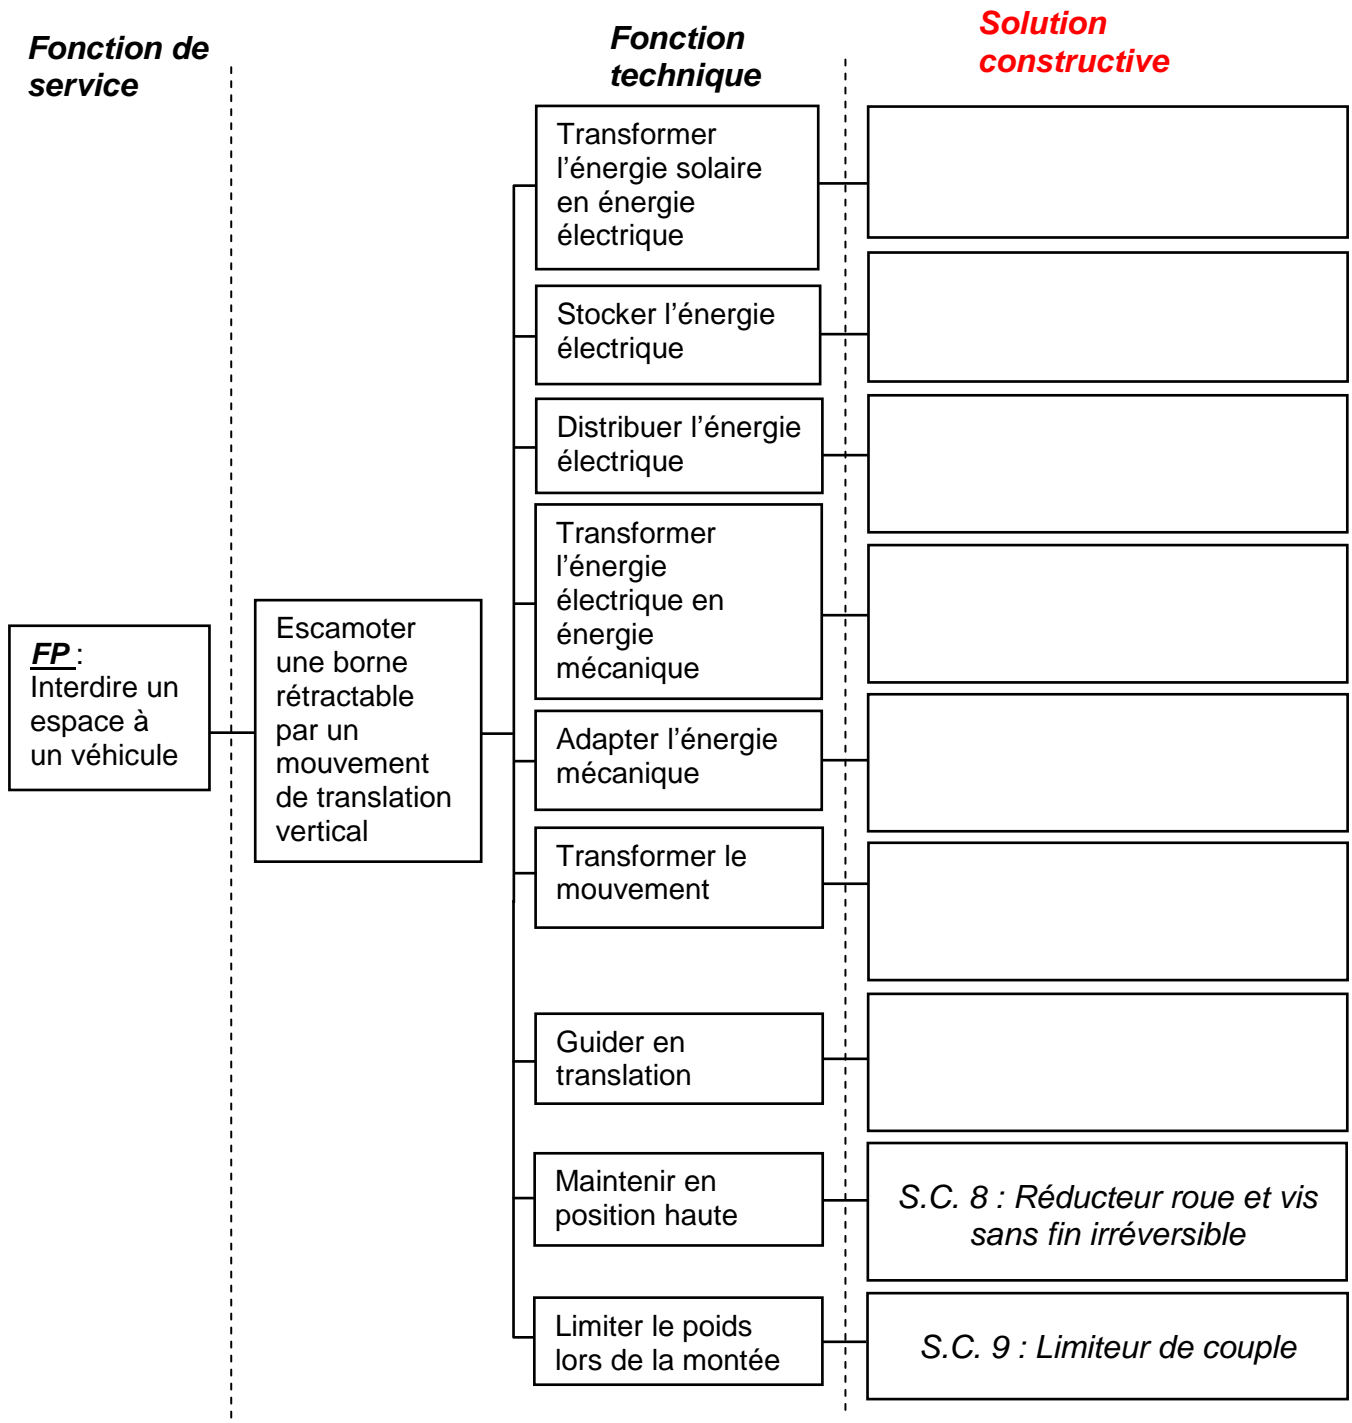 Fonction de
service
Fonction
technique
Solution
constructive
FP :
Interdire un
espace à
un véhicule
Escamoter
une borne
rétractable
par un
mouvement
de translation
vertical
Transformer
l’énergie solaire
en énergie
électrique
Stocker l’énergie
électrique
Distribuer l’énergie
électrique
Transformer
l’énergie
électrique en
énergie
mécanique
Adapter l’énergie
mécanique
Transformer le
mouvement
Guider en
translation
Maintenir en
position haute
S.C. 8 : Réducteur roue et vis
sans fin irréversible
Limiter le poids
lors de la montée
S.C. 9 : Limiteur de couple